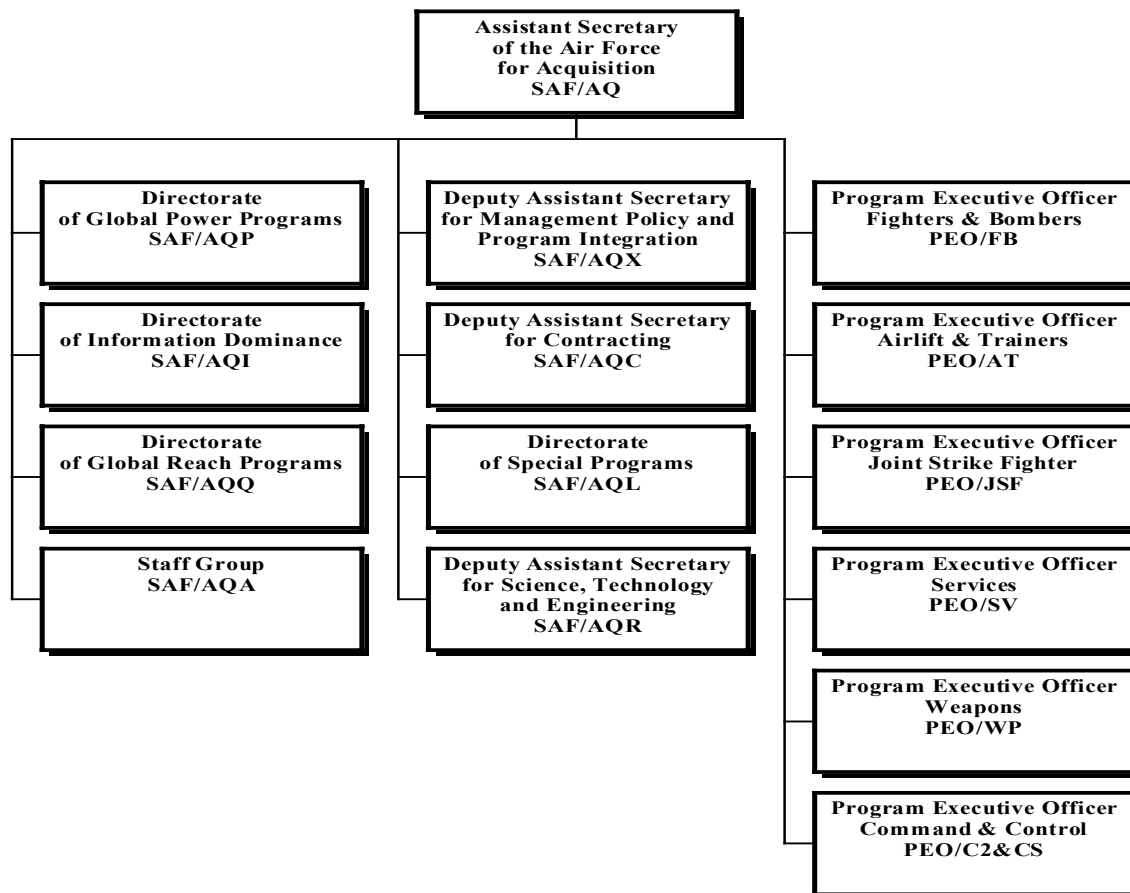 Assistant Secretary
of the Air Force
for Acquisition
SAF/AQ
Directorate
of Global Power Programs
SAF/AQP
Directorate
of Information Dominance
SAF/AQI
Directorate
of Global Reach Programs
SAF/AQQ
Staff Group
SAF/AQA
Deputy Assistant Secretary
for Management Policy and
Program Integration
SAF/AQX
Deputy Assistant Secretary
for Contracting
SAF/AQC
Directorate
of Special Programs
SAF/AQL
Deputy Assistant Secretary
for Science, Technology
and Engineering
SAF/AQR
Program Executive Officer
Fighters & Bombers
PEO/FB
Program Executive Officer
Airlift & Trainers
PEO/AT
Program Executive Officer
Joint Strike Fighter
PEO/JSF
Program Executive Officer
Services
PEO/SV
Program Executive Officer
Weapons
PEO/WP
Program Executive Officer
Command & Control
PEO/C2&CS